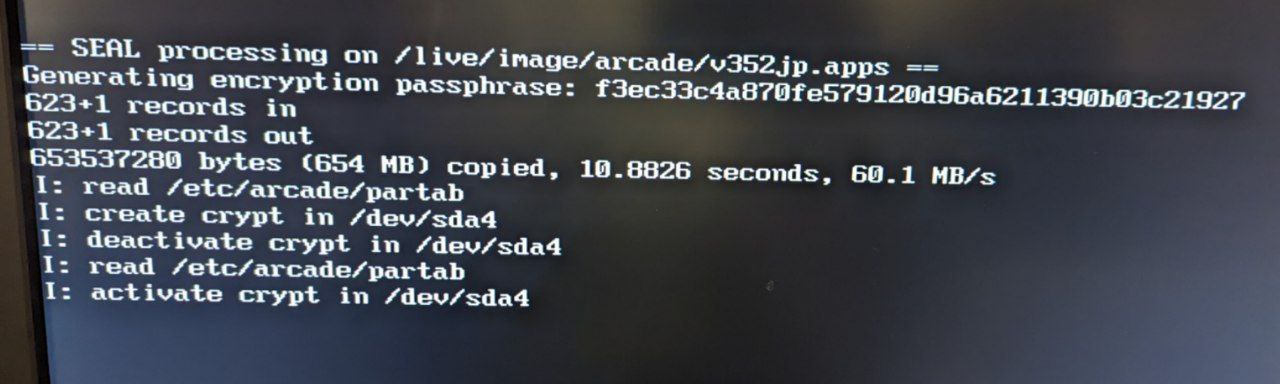 == SEAL processing on /live/image/arcade/v352jp.apps ==
Generating encryption passphrase: f3ec33c4a870fe579120d96a6211390b03c21927
623+1 records in
623+1 records out
653537280 bytes (654 MB) copied, 10.8826 seconds, 60.1 MB/s
I: read /etc/arcade/partab
I: create crypt in /dev/sda4
I: deactivate crypt in /dev/sda4
I: read /etc/arcade/partab
I: activate crypt in /dev/sda4